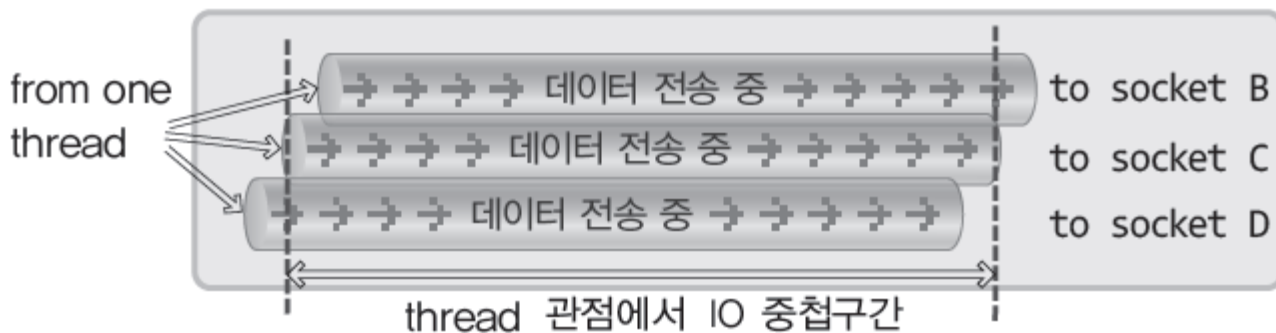 from one
thread
데이터 전송 중 to socket B
데이터 전송 중 to socket C
데이터 전송 중 to socket D
thread 관점에서 IO 중첩구간